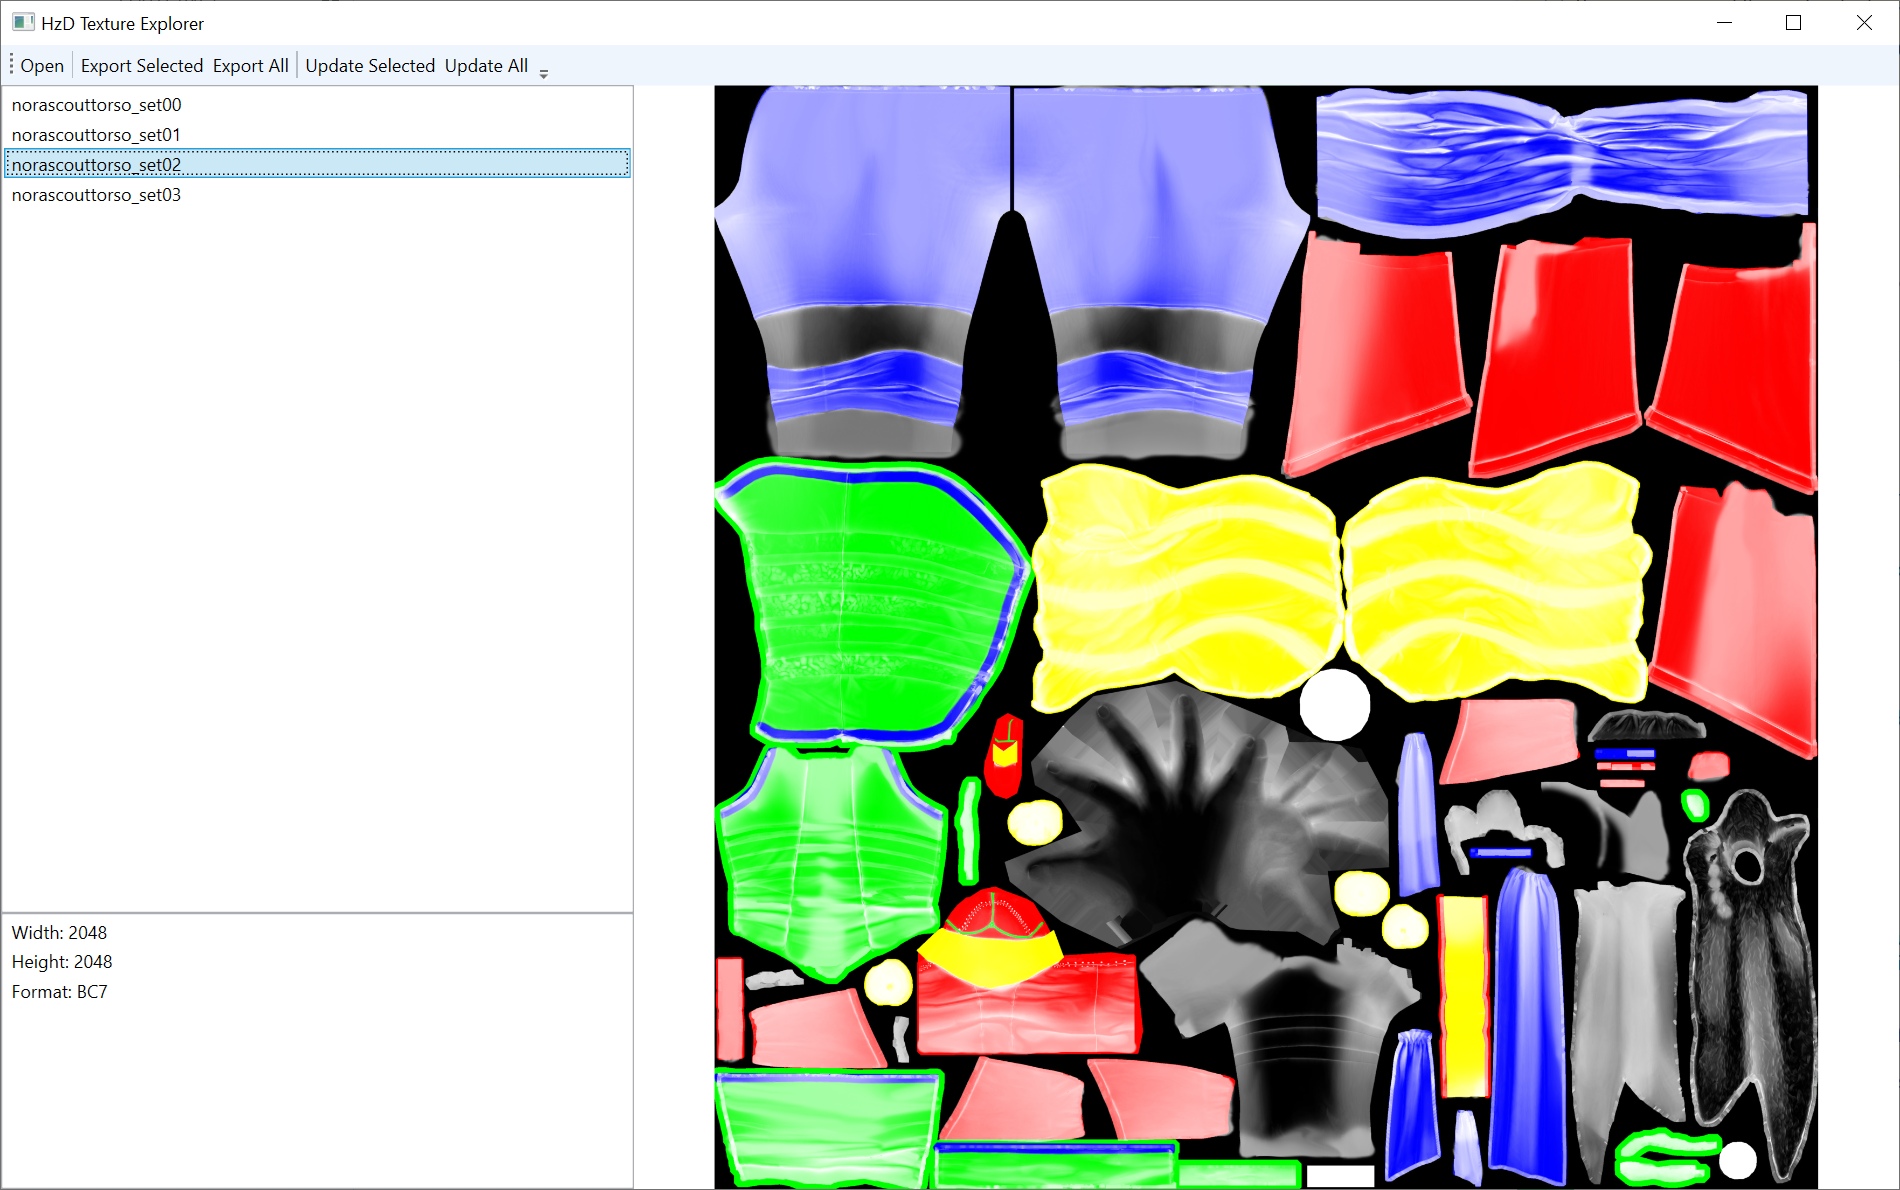 HzD Texture Explorer
Open Export Selected Export All Update Selected Update All
norascouttorso_set00
norascouttorso_set01
norascouttorso_set02
norascouttorso_set03
Width: 2048
Height: 2048
Format: BC7